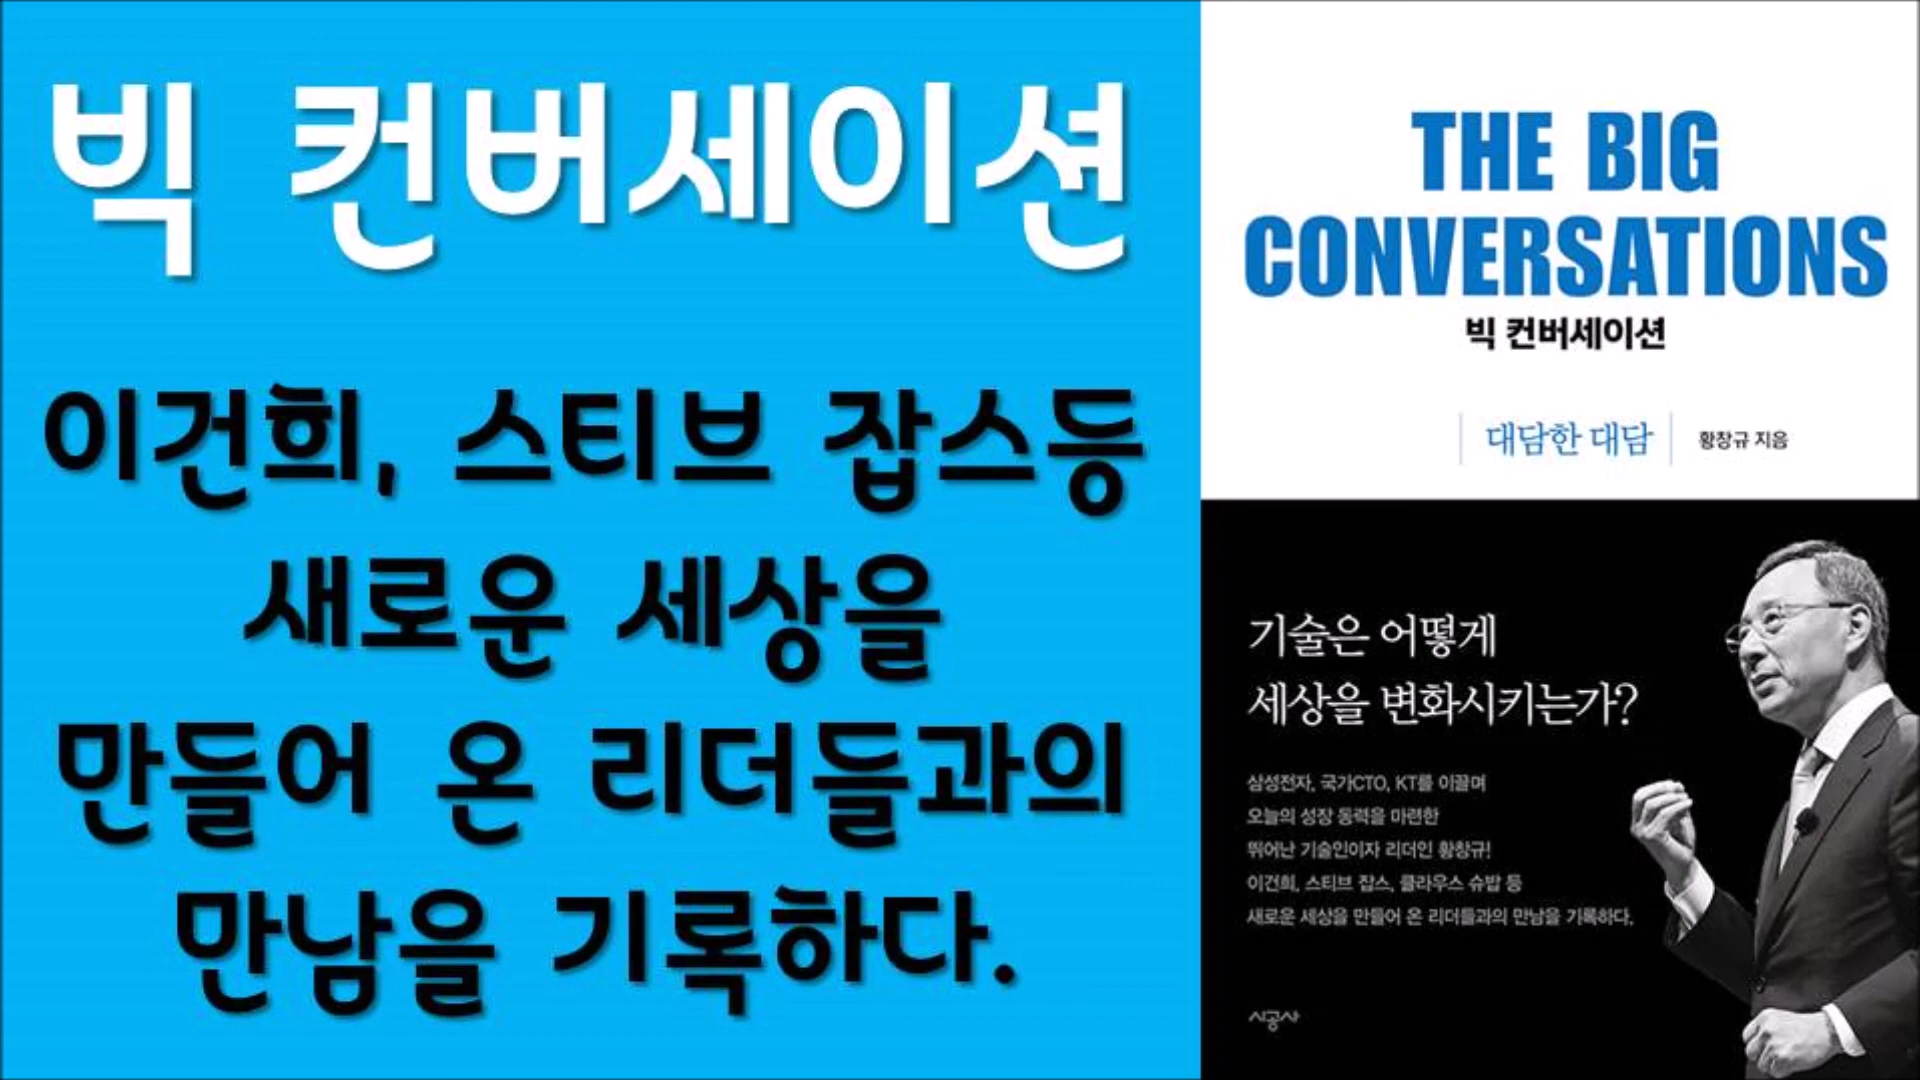 빅 컨버세이션
이건희, 스티브 잡스등
새로운 세상을
만들어 온 리더들과의
만남을 기록하다.
THE BIG
CONVERSATIONS
빅 컨버세이션
대담한 대담
황창규 지음
기술은 어떻게
세상을 변화시키는가?
삼성전자, 국가CTO, KT를 이끌며
오늘의 성장 동력을 마련한
뛰어난 기술인이자 리더인 황창규!
이건희, 스티브 잡스, 클라우스 슈밥 등
새로운 세상을 만들어 온 리더들과의 만남을 기록하다.
시공사